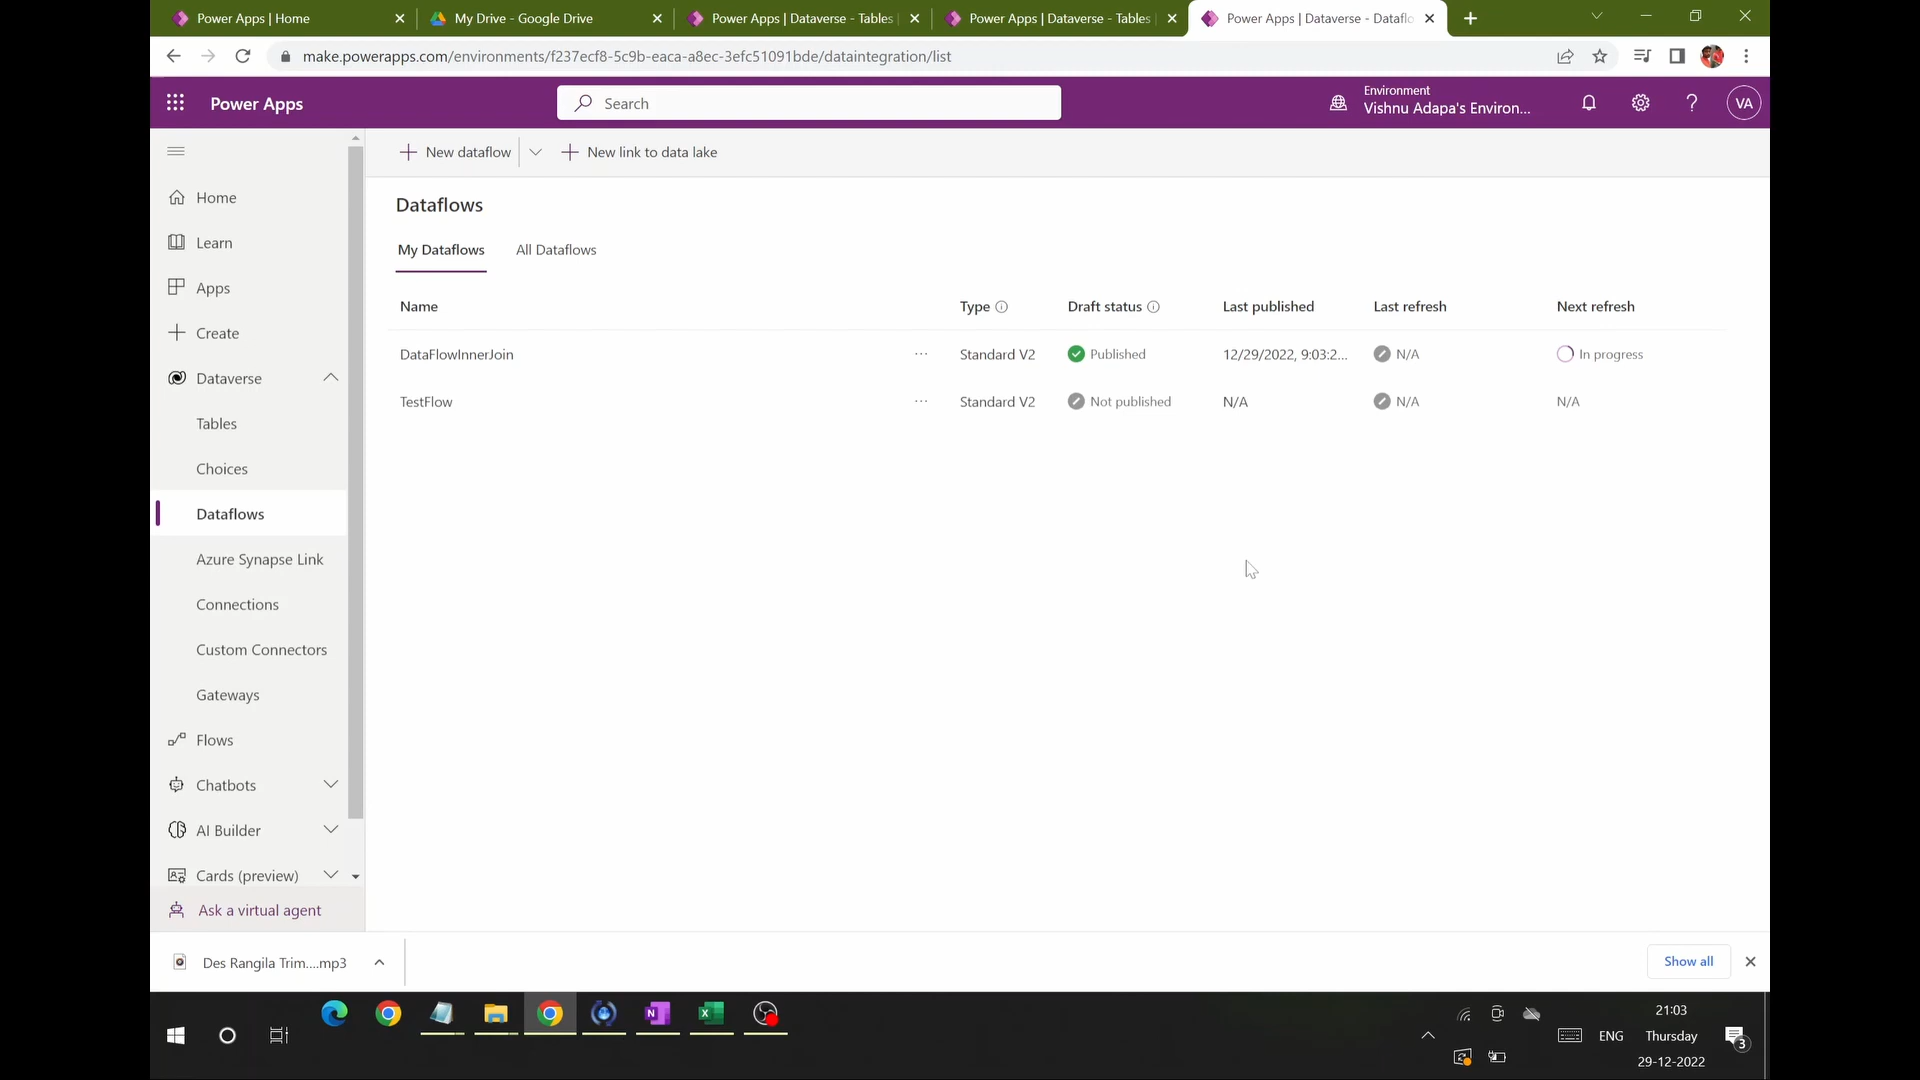 Power Apps | Home
My Drive - Google Drive
Power Apps | Dataverse - Tables |
Power Apps | Dataverse - Tables |
Power Apps | Dataverse - Dataflo
make.powerapps.com/environments/f237ecf8-5c9b-eaca-a8ec-3efc51091bde/dataintegration/list
Power Apps
Search
Environment
Vishnu Adapa's Environ...
VA
New dataflow
New link to data lake
Home
Learn
Apps
Create
Dataverse
Tables
Choices
Dataflows
Azure Synapse Link
Connections
Custom Connectors
Gateways
Flows
Chatbots
AI Builder
Cards (preview)
Ask a virtual agent
Dataflows
My Dataflows All Dataflows
Name Type Draft status Last published Last refresh Next refresh
DataFlowInnerJoin ... Standard V2 Published 12/29/2022, 9:03:2... N/A In progress
TestFlow ... Standard V2 Not published N/A N/A N/A
Des Rangila Trim....mp3
Show all
21:03
ENG Thursday
29-12-2022
3